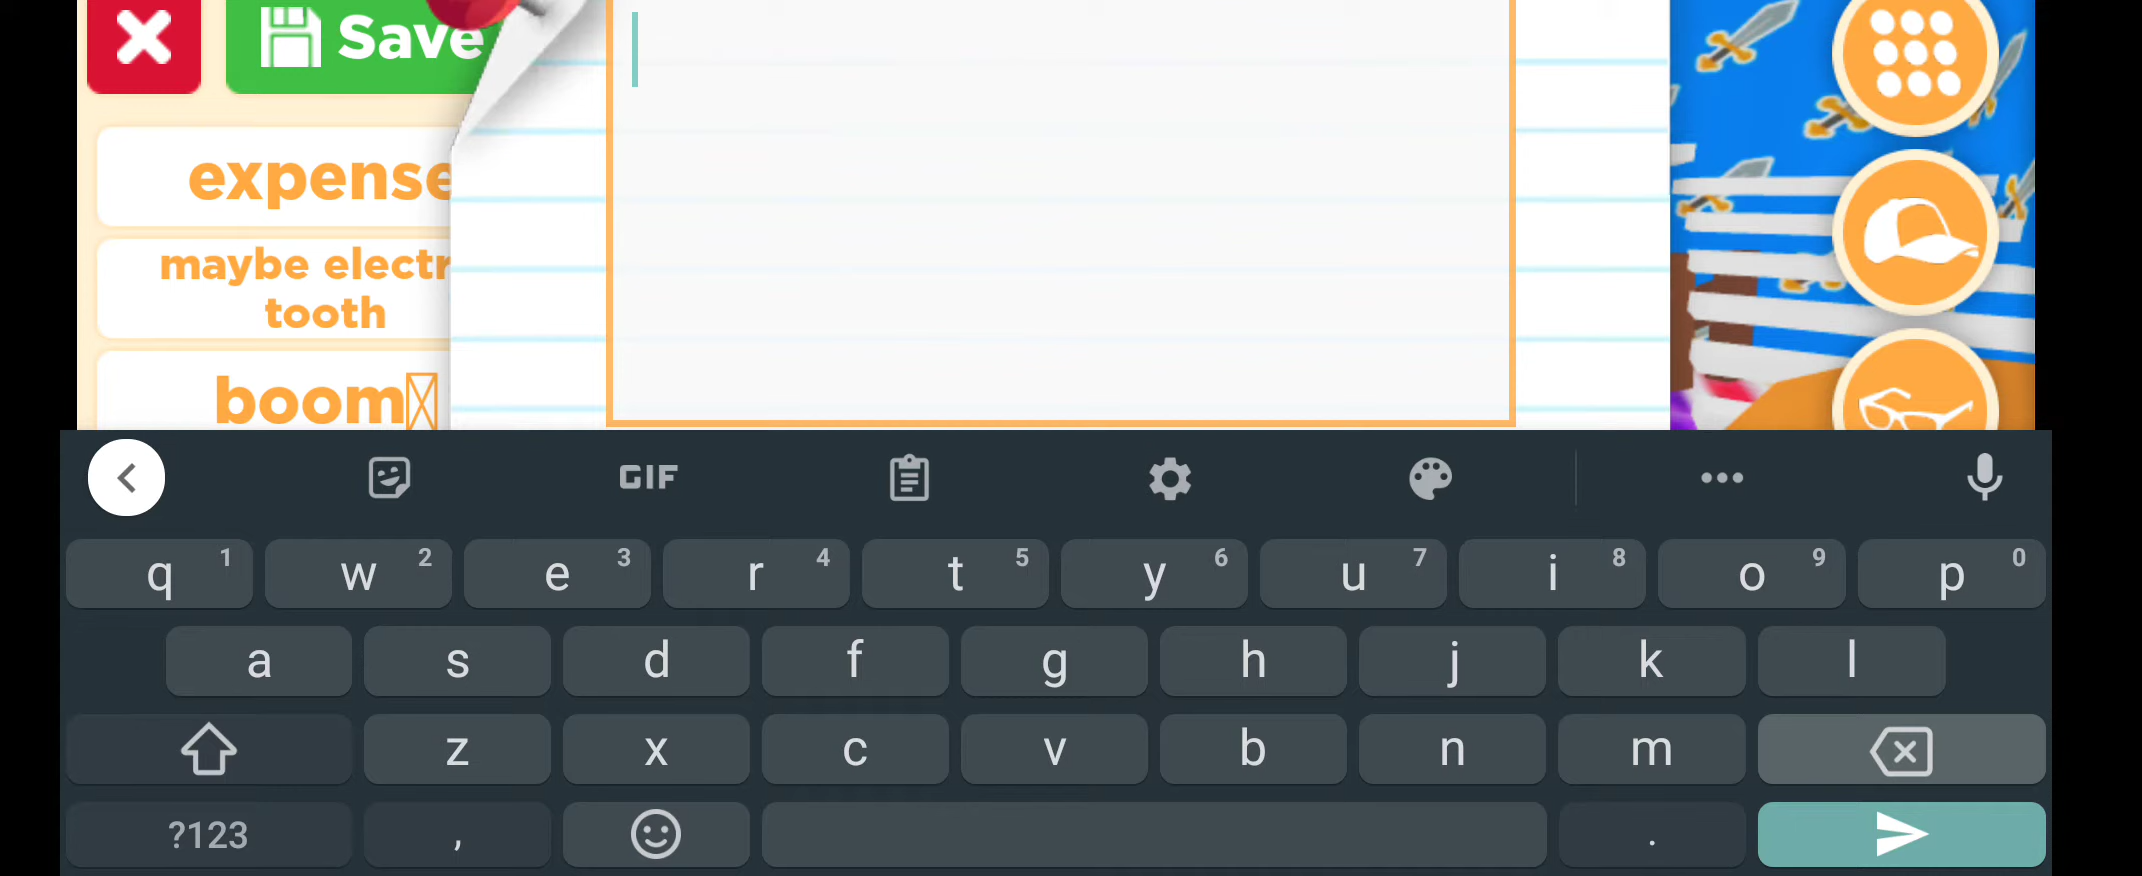 Save
expense
maybe electr
tooth
boom
GIF
q 1 w 2 e 3 r 4 t 5 y 6 u 7 i 8 o 9 p 0
a s d f g h j k l
z x c v b n m
?123 , .